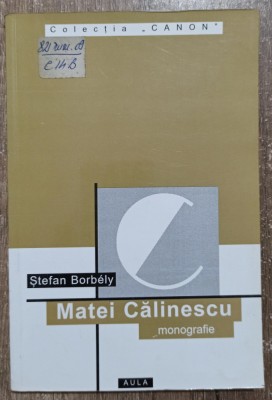 Colecția „CANON"
Ștefan Borbély
Matei Călinescu
monografie
AULA